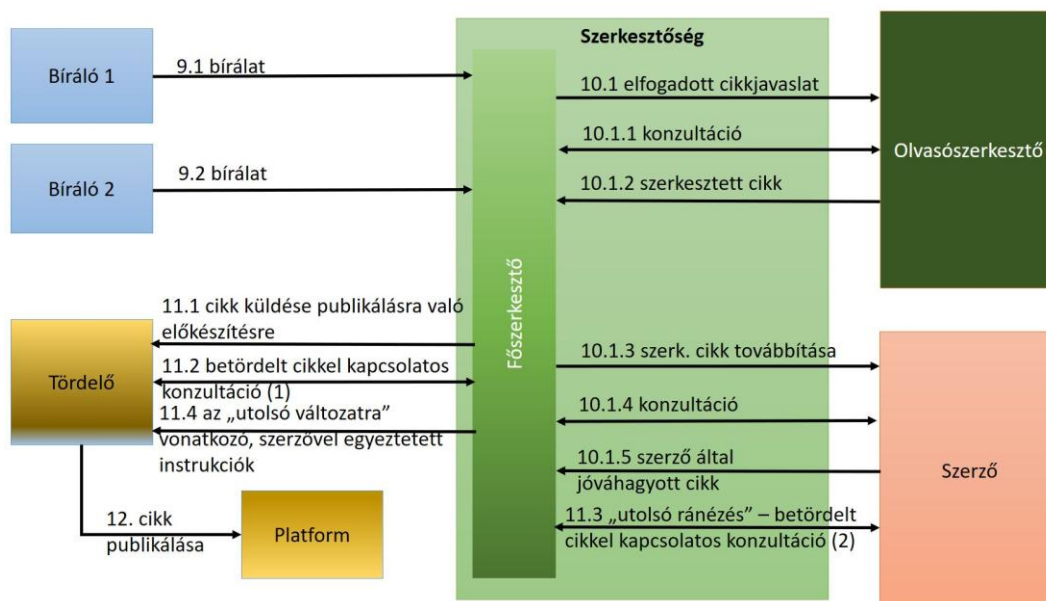 Szerkesztőség
Bíráló 1
9.1 bírálat
10.1 elfogadott cikkjavaslat
10.1.1 konzultáció
Olvasószerkesztő
Bíráló 2
9.2 bírálat
10.1.2 szerkesztett cikk
Főszerkesztő
11.1 cikk küldése publikálásra való
előkészítésre
Tördelő
11.2 betördelt cikkel kapcsolatos
konzultáció (1)
11.4 az „utolsó változatra”
vonatkozó, szerzővel egyeztetett
instrukciók
10.1.3 szerk. cikk továbbítása
10.1.4 konzultáció
10.1.5 szerző által
jóváhagyott cikk
Szerző
11.3 „utolsó ránézés” – betördelt
cikkel kapcsolatos konzultáció (2)
12. cikk
publikálása
Platform